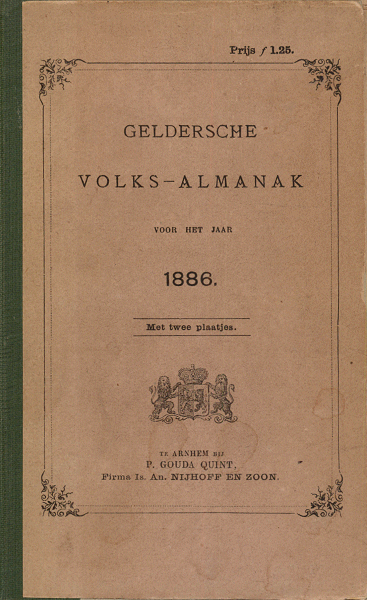 Prijs ƒ 1.25.
GELDERSCHE
VOLKS-ALMANAK
VOOR HET JAAR
1886.
Met twee plaatjes.
TE ARNHEM BIJ
P. GOUDA QUINT,
Firma Is. An. NIJHOFF EN ZOON.